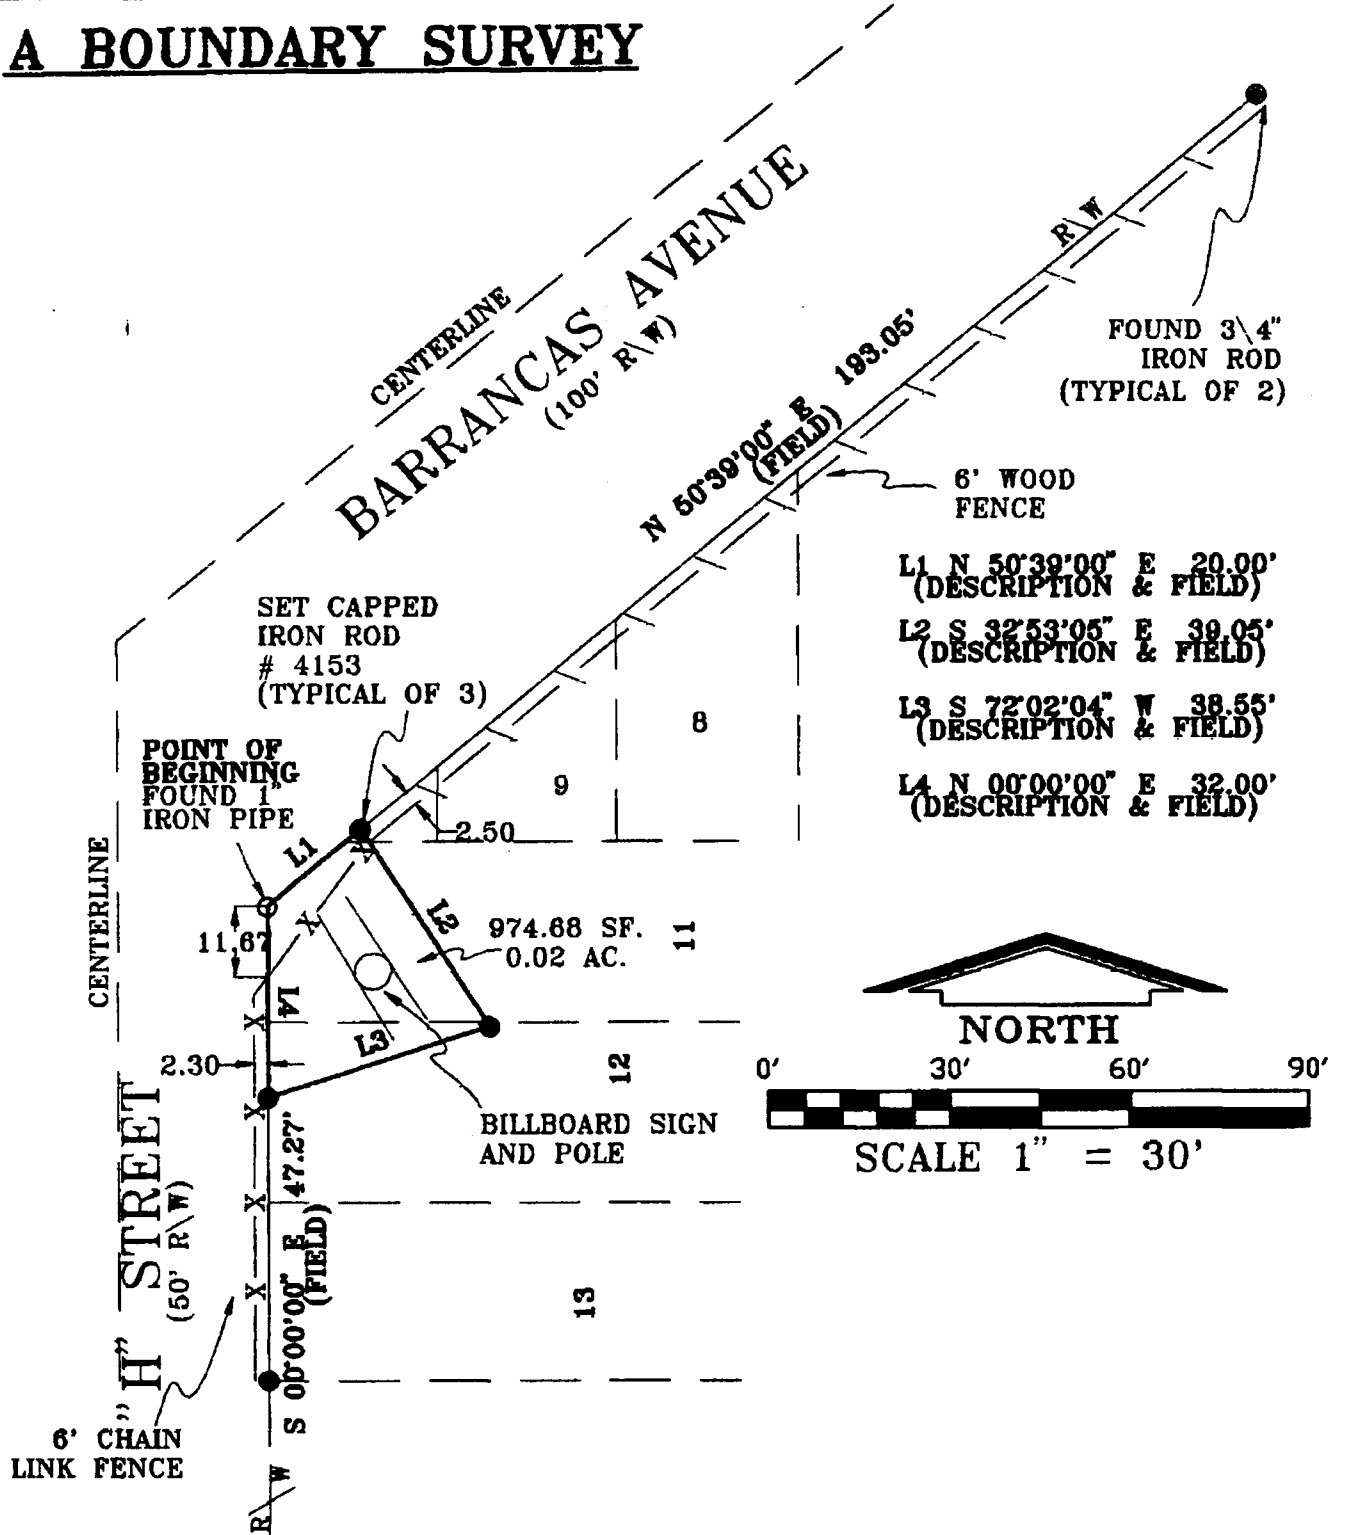 A BOUNDARY SURVEY
CENTERLINE
BARRANCAS AVENUE
(100' R\W)
R\W
FOUND 3\4"
IRON ROD
(TYPICAL OF 2)
N 50°39'00" E 193.05'
(FIELD)
6' WOOD
FENCE
L1 N 50°39'00" E 20.00'
(DESCRIPTION & FIELD)
L2 S 32°53'05" E 39.05'
(DESCRIPTION & FIELD)
L3 S 72°02'04" W 38.55'
(DESCRIPTION & FIELD)
L4 N 00°00'00" E 32.00'
(DESCRIPTION & FIELD)
SET CAPPED
IRON ROD
# 4153
(TYPICAL OF 3)
POINT OF
BEGINNING
FOUND 1"
IRON PIPE
8
9
2.50
L1
X
L2
974.68 SF.
0.02 AC.
11
X
11.67
CENTERLINE
L4
X
L3
12
2.30
X
BILLBOARD SIGN
AND POLE
NORTH
0' 30' 60' 90'
SCALE 1" = 30'
"H" STREET
(50' R\W)
X
X
S 00°00'00" E 47.27'
(FIELD)
13
6' CHAIN
LINK FENCE
R\W